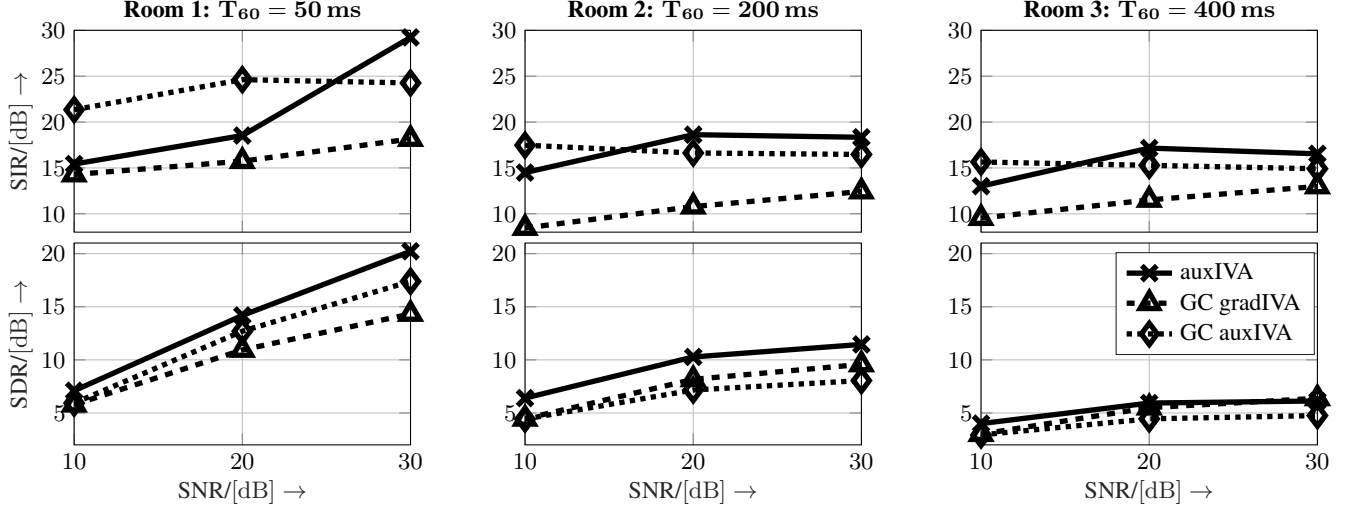 Room 1: T60 = 50 ms
Room 2: T60 = 200 ms
Room 3: T60 = 400 ms
30
25
20
15
10
SIR/[dB] →
30
25
20
15
10
30
25
20
15
10
20
15
10
5
SDR/[dB] →
20
15
10
5
20
15
10
5
auxIVA
GC gradIVA
GC auxIVA
10 20 30
10 20 30
10 20 30
SNR/[dB] →
SNR/[dB] →
SNR/[dB] →